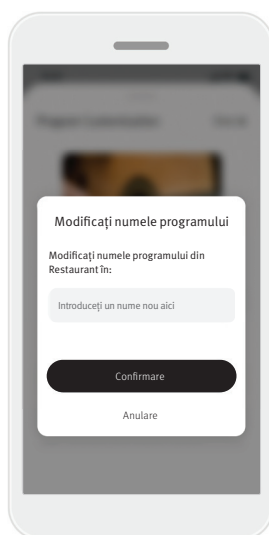 Modificați numele programului
Modificați numele programului din
Restaurant în:
Introduceți un nume nou aici
Confirmare
Anulare